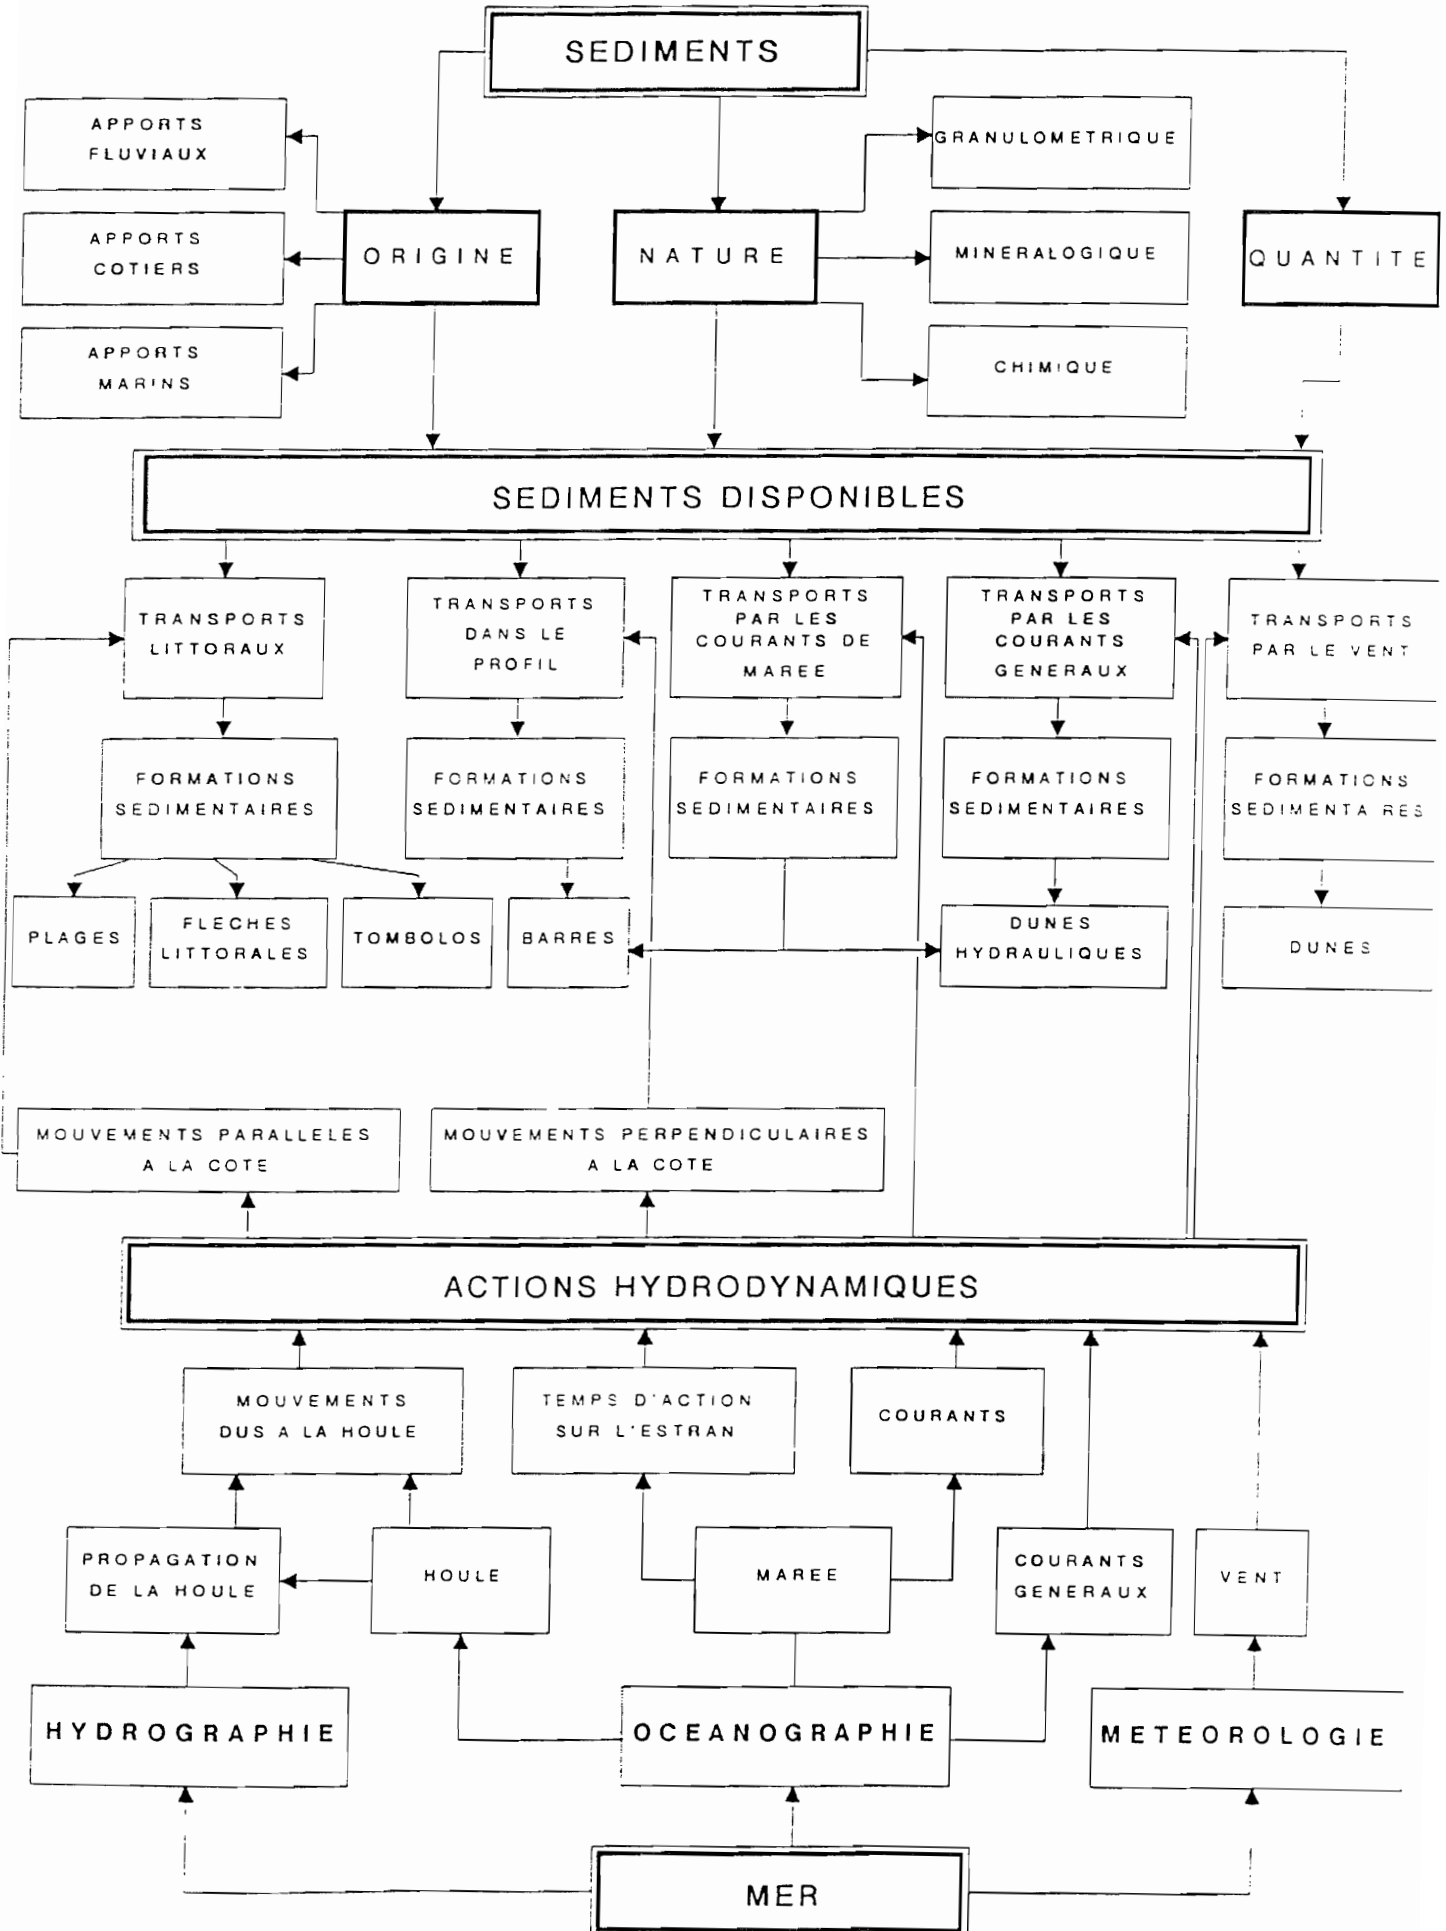 SEDIMENTS
APPORTS
FLUVIAUX
GRANULOMETRIQUE
APPORTS
COTIERS
ORIGINE
NATURE
MINERALOGIQUE
QUANTITE
APPORTS
MARINS
CHIMIQUE
SEDIMENTS DISPONIBLES
TRANSPORTS
LITTORAUX
TRANSPORTS
DANS LE
PROFIL
TRANSPORTS
PAR LES
COURANTS DE
MAREE
TRANSPORTS
PAR LES
COURANTS
GENERAUX
TRANSPORTS
PAR LE VENT
FORMATIONS
SEDIMENTAIRES
FORMATIONS
SEDIMENTAIRES
FORMATIONS
SEDIMENTAIRES
FORMATIONS
SEDIMENTAIRES
FORMATIONS
SEDIMENTA RES
PLAGES
FLECHES
LITTORALES
TOMBOLOS
BARRES
DUNES
HYDRAULIQUES
DUNES
MOUVEMENTS PARALLELES
A LA COTE
MOUVEMENTS PERPENDICULAIRES
A LA COTE
ACTIONS HYDRODYNAMIQUES
MOUVEMENTS
DUS A LA HOULE
TEMPS D'ACTION
SUR L'ESTRAN
COURANTS
PROPAGATION
DE LA HOULE
HOULE
MAREE
COURANTS
GENERAUX
VENT
HYDROGRAPHIE
OCEANOGRAPHIE
METEOROLOGIE
MER